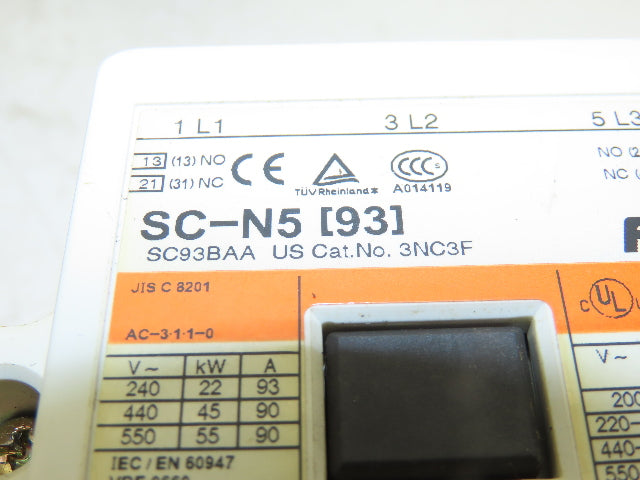 1 L1 3 L2 5 L3
13 (13) NO
21 (31) NC
CE
TÜV Rheinland
CCC S
A014119
NO (2
NC (
SC-N5 [93]
SC93BAA US Cat.No. 3NC3F
JIS C 8201
AC-3·1·1-0
V~ kW A
240 22 93
440 45 90
550 55 90
IEC / EN 60947
C UL
V~
200
220-
440-
550